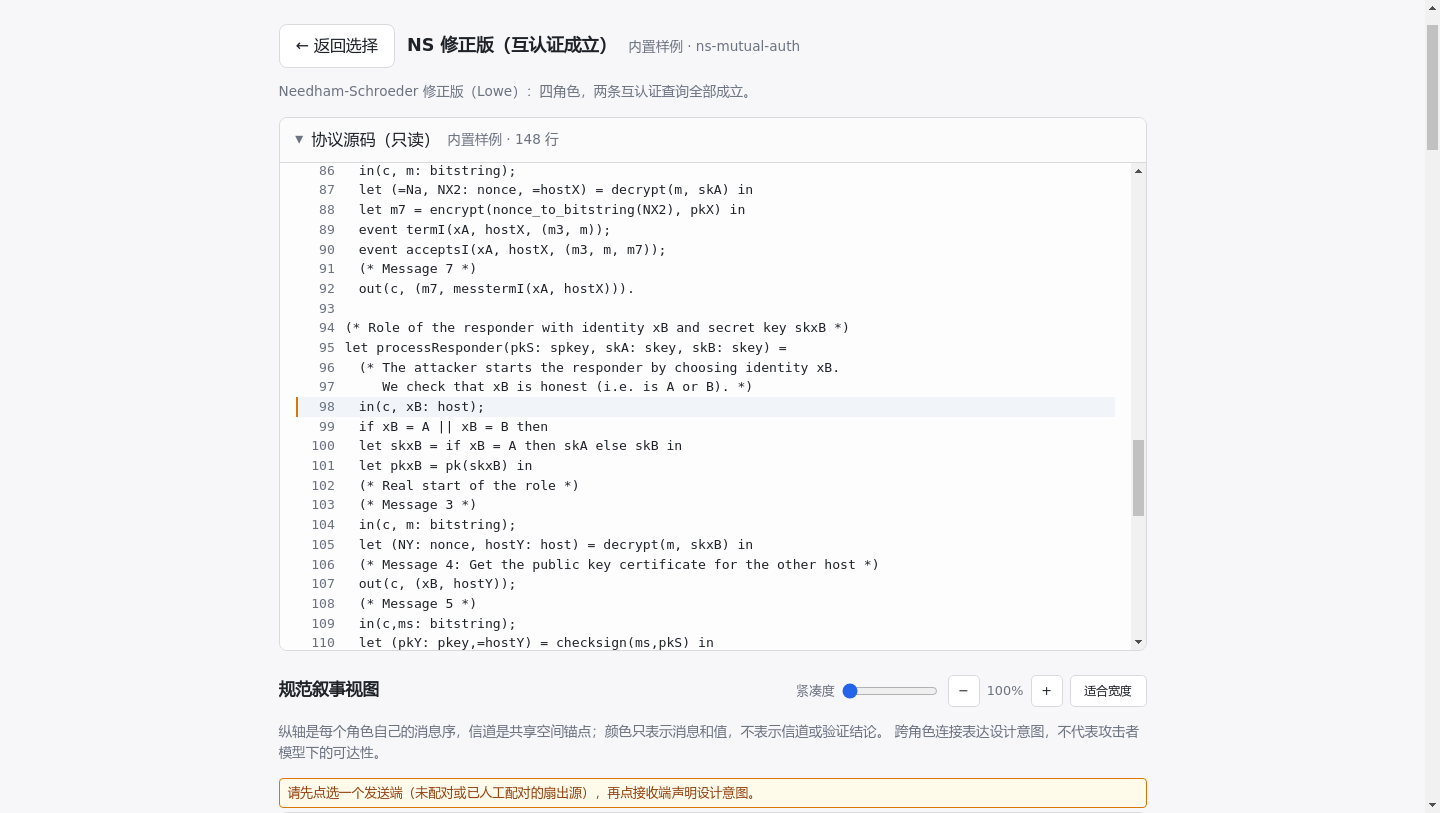 ← 返回选择
NS 修正版（互认证成立）
内置样例 · ns-mutual-auth
Needham-Schroeder 修正版（Lowe）：四角色，两条互认证查询全部成立。
▼ 协议源码（只读） 内置样例 · 148 行
86 in(c, m: bitstring);
87 let (=Na, NX2: nonce, =hostX) = decrypt(m, skA) in
88 let m7 = encrypt(nonce_to_bitstring(NX2), pkX) in
89 event termI(xA, hostX, (m3, m));
90 event acceptsI(xA, hostX, (m3, m, m7));
91 (* Message 7 *)
92 out(c, (m7, messtermI(xA, hostX))).
93
94 (* Role of the responder with identity xB and secret key skxB *)
95 let processResponder(pkS: spkey, skA: skey, skB: skey) =
96 (* The attacker starts the responder by choosing identity xB.
97 We check that xB is honest (i.e. is A or B). *)
98 in(c, xB: host);
99 if xB = A || xB = B then
100 let skxB = if xB = A then skA else skB in
101 let pkxB = pk(skxB) in
102 (* Real start of the role *)
103 (* Message 3 *)
104 in(c, m: bitstring);
105 let (NY: nonce, hostY: host) = decrypt(m, skxB) in
106 (* Message 4: Get the public key certificate for the other host *)
107 out(c, (xB, hostY));
108 (* Message 5 *)
109 in(c,ms: bitstring);
110 let (pkY: pkey,=hostY) = checksign(ms,pkS) in
规范叙事视图
紧凑度
−
100%
+
适合宽度
纵轴是每个角色自己的消息序，信道是共享空间锚点；颜色只表示消息和值，不表示信道或验证结论。 跨角色连接表达设计意图，不代表攻击者
模型下的可达性。
请先点选一个发送端（未配对或已人工配对的扇出源），再点接收端声明设计意图。